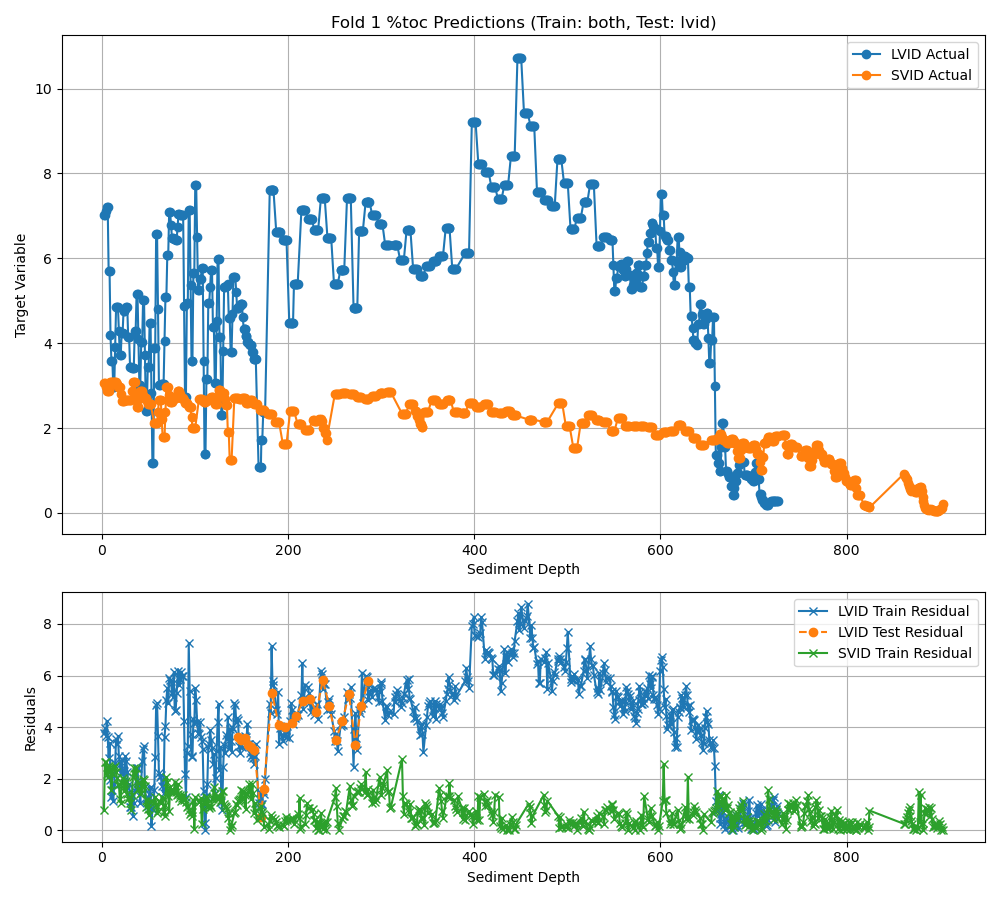 Fold 1 %toc Predictions (Train: both, Test: lvid)
LVID Actual
SVID Actual
Target Variable
10
8
6
4
2
0
0 200 400 600 800
Sediment Depth
LVID Train Residual
LVID Test Residual
SVID Train Residual
Residuals
8
6
4
2
0
0 200 400 600 800
Sediment Depth